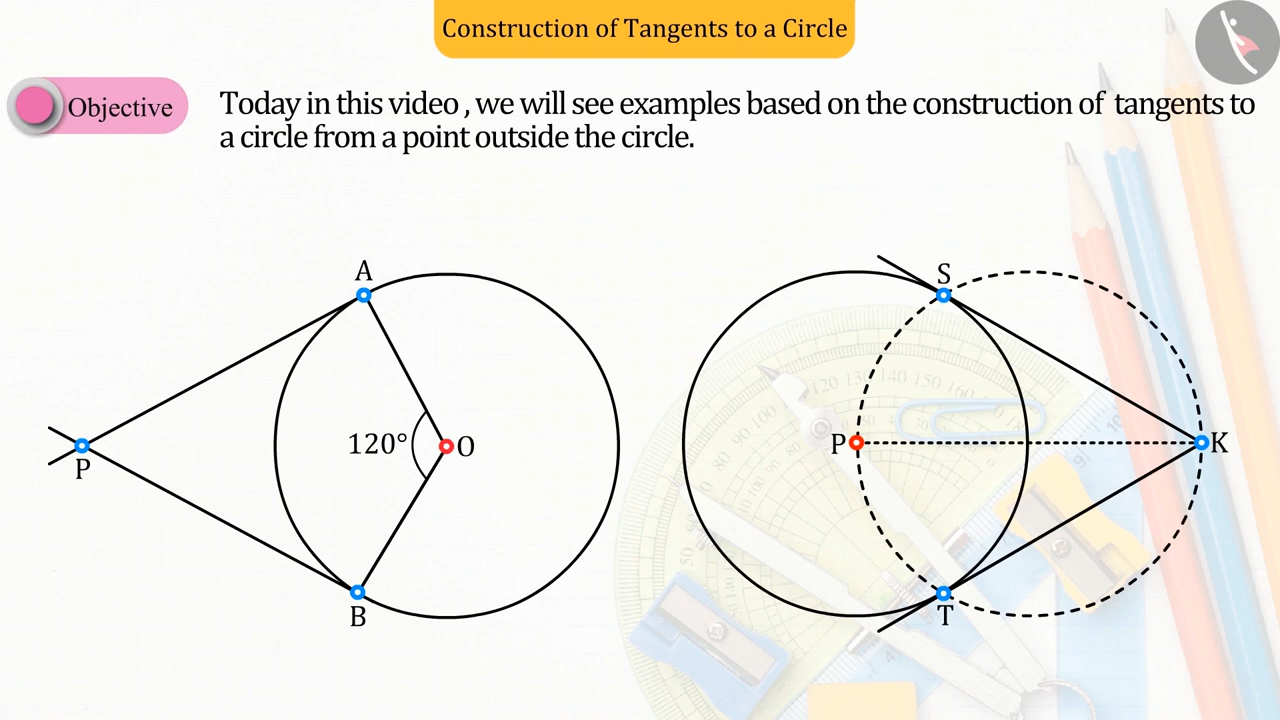 Construction of Tangents to a Circle
Objective
Today in this video , we will see examples based on the construction of tangents to
a circle from a point outside the circle.
A
120°
O
P
B
S
P
K
T